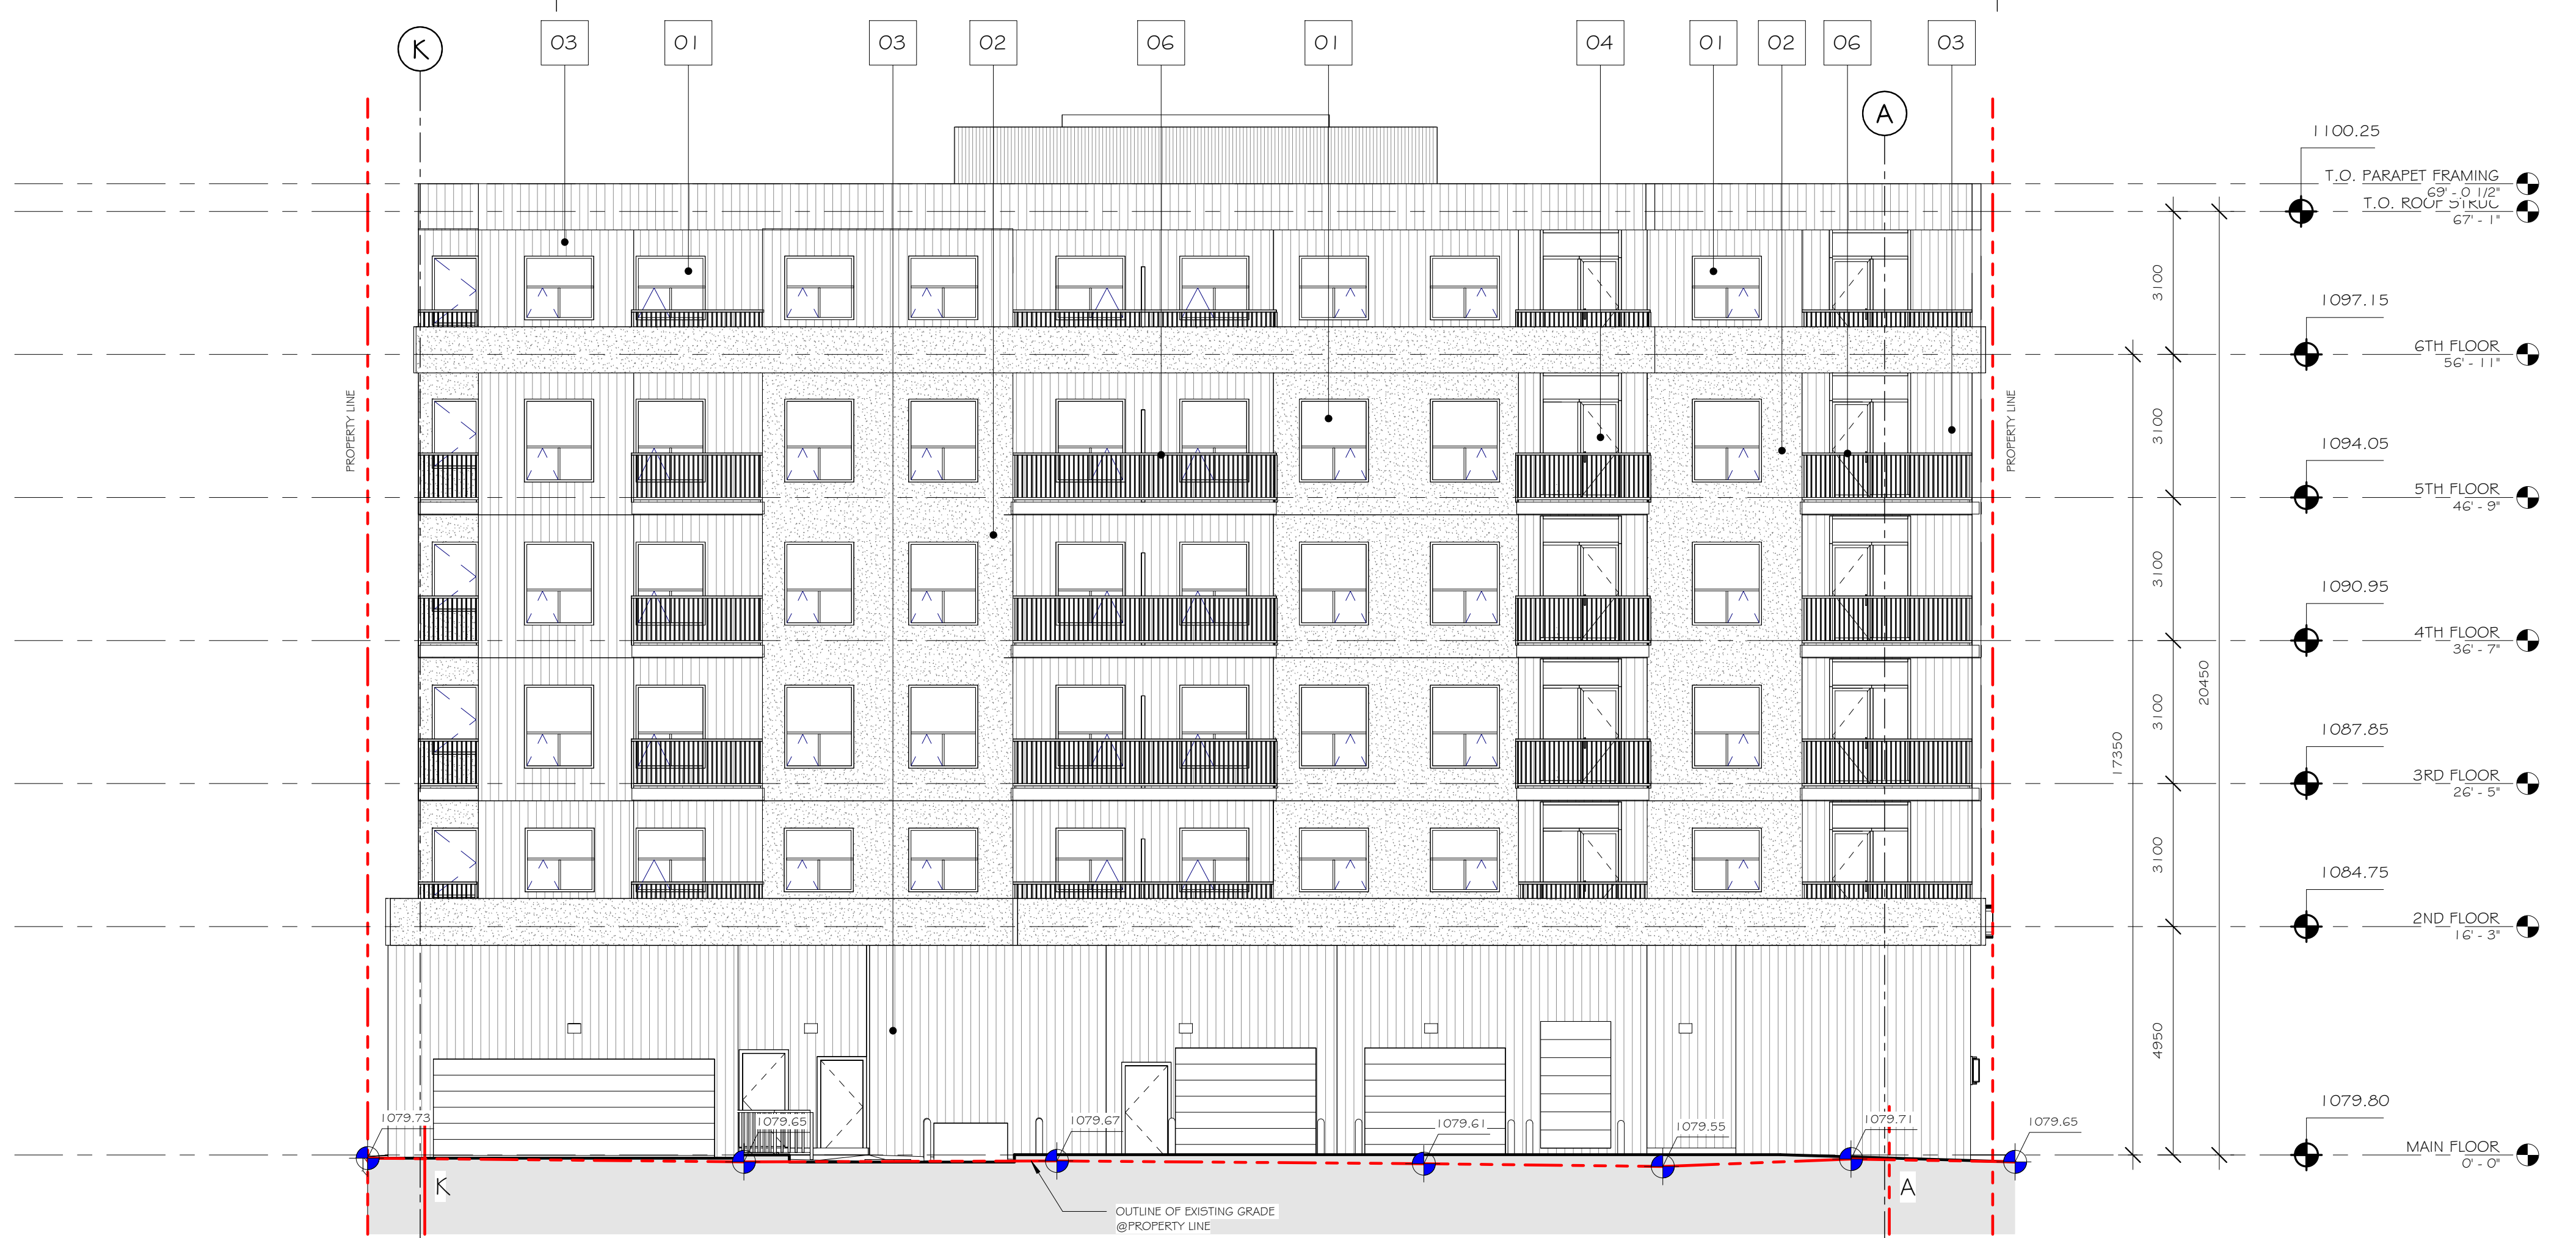 K
03
01
03
02
06
01
04
01
02
06
03
A
1100.25
T.O. PARAPET FRAMING
69' - 0 1/2"
T.O. ROOF STRUC
67' - 1"
3100
1097.15
6TH FLOOR
56' - 11"
PROPERTY LINE
PROPERTY LINE
3100
1094.05
5TH FLOOR
46' - 9"
3100
1090.95
4TH FLOOR
36' - 7"
20450
3100
17350
1087.85
3RD FLOOR
26' - 5"
3100
1084.75
2ND FLOOR
16' - 3"
4950
1079.80
MAIN FLOOR
0' - 0"
1079.73
1079.65
1079.67
1079.61
1079.55
1079.71
1079.65
K
A
OUTLINE OF EXISTING GRADE
@PROPERTY LINE